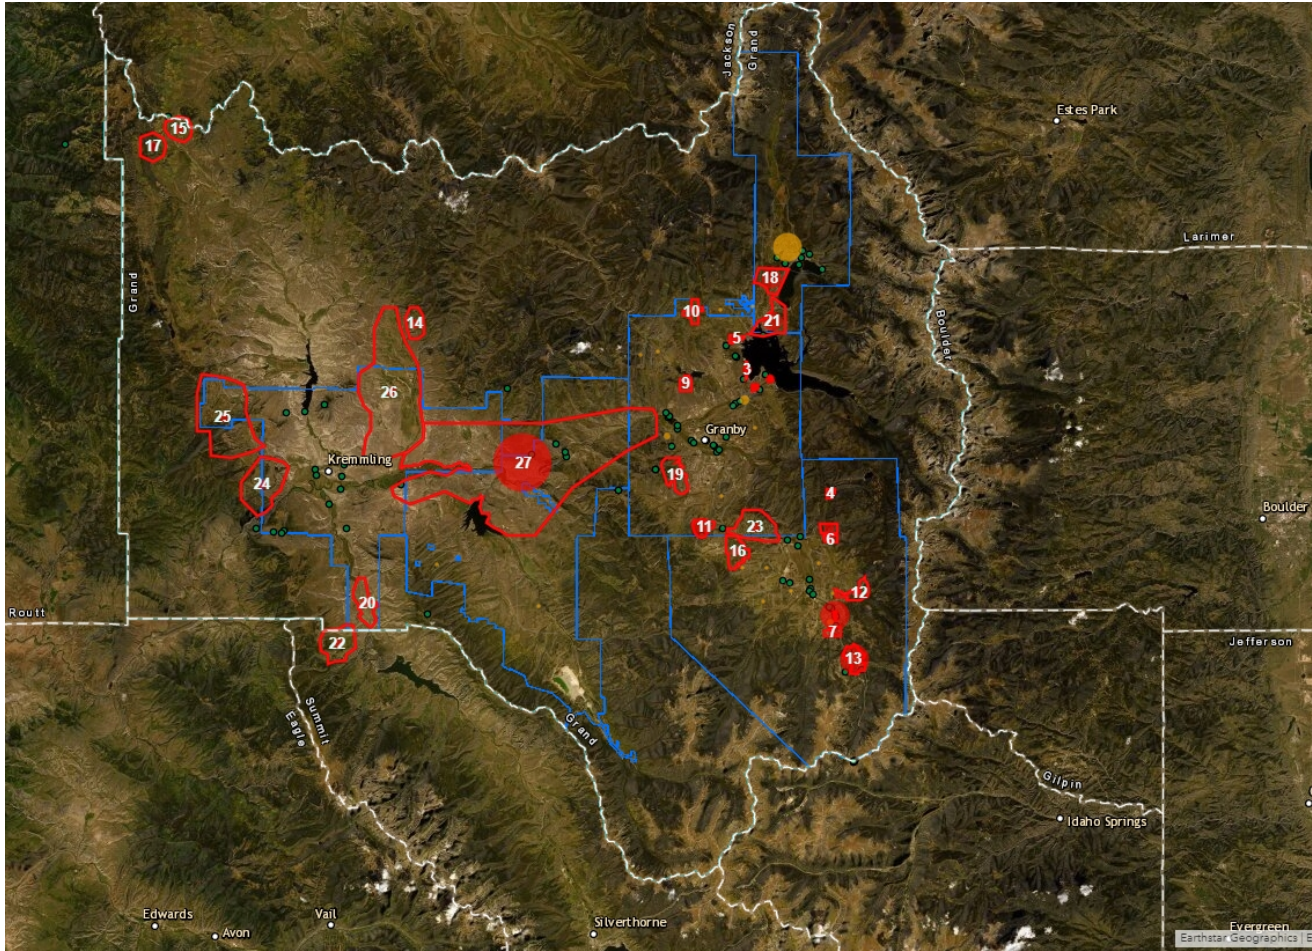 Jackson
Grand
Estes Park
15
17
Larimer
Grand
18
10
21
14
5
Boulder
3
26
9
25
Granby
Kremmling
27
19
24
4
Boulder
11
23
6
16
12
20
Routt
7
22
Jefferson
13
Summit
Eagle
Grand
Gilpin
Idaho Springs
Edwards
Vail
Silverthorne
Avon
Evergreen
Earthstar Geographics